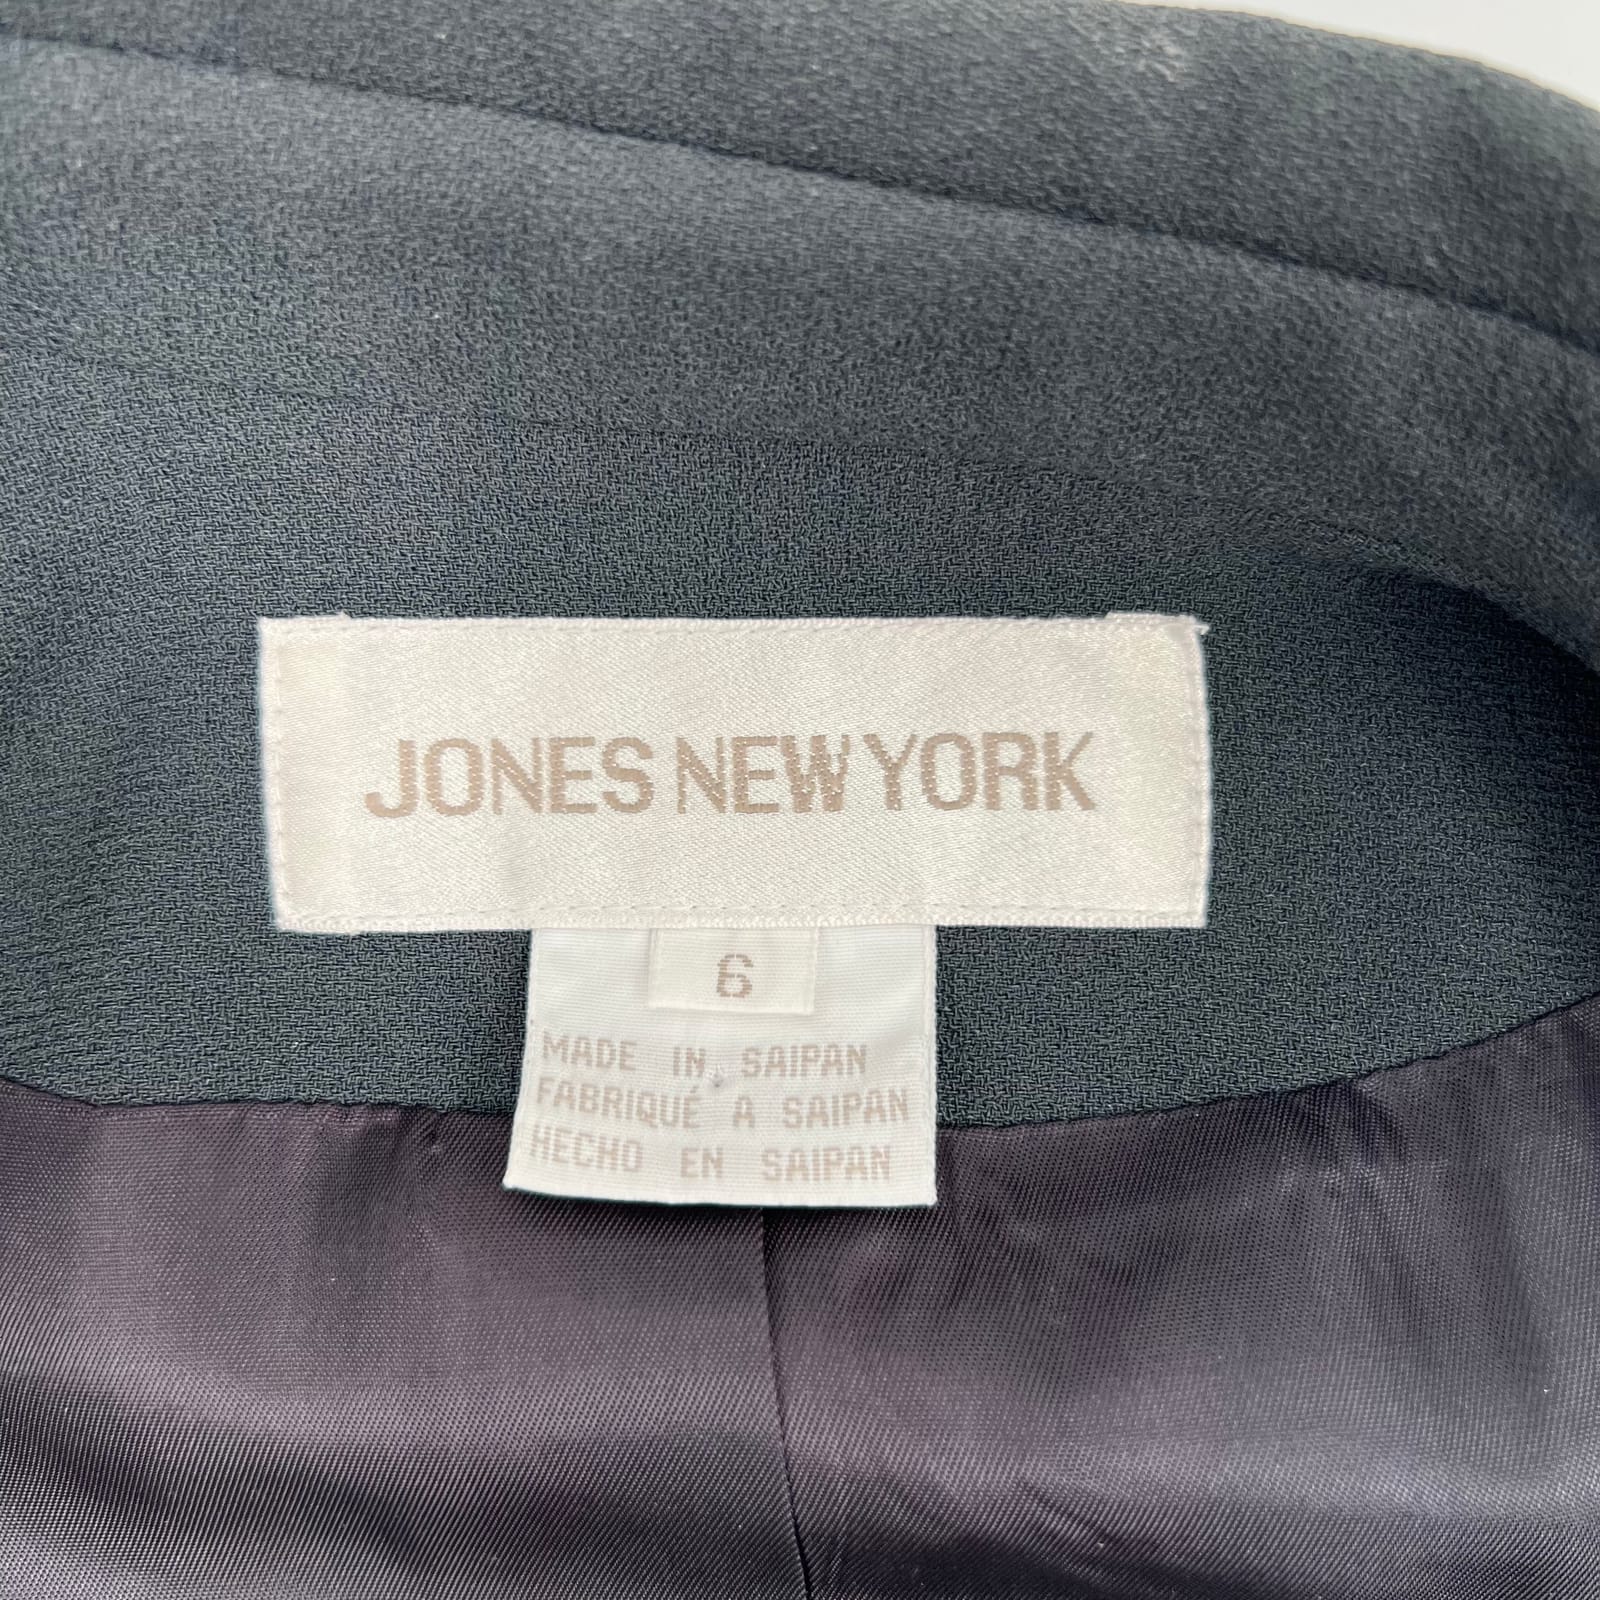 JONES NEW YORK
6
MADE IN SAIPAN
FABRIQUÉ A SAIPAN
HECHO EN SAIPAN